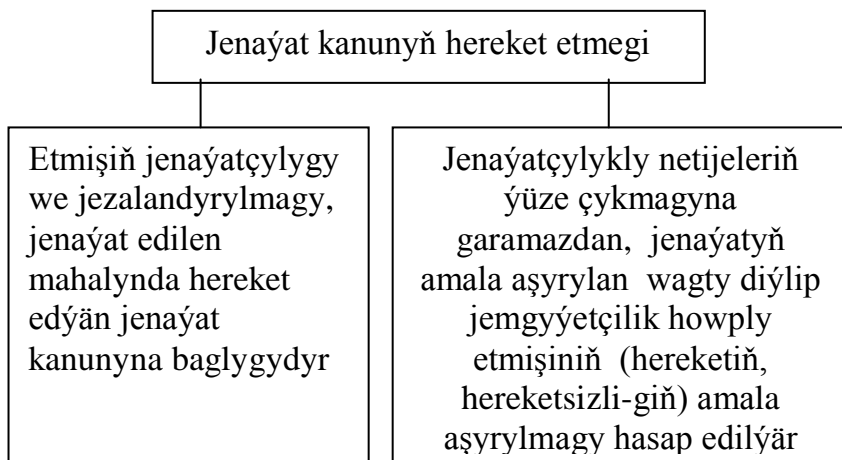 Jenaýat kanunyň hereket etmegi
Etmişiň jenaýatçylygy
we jezalandyrylmagy,
jenaýat edilen
mahalynda hereket
edýän jenaýat
kanunyna baglygydyr
Jenaýatçylykly netijeleriň
ýüze çykmagyna
garamazdan, jenaýatyň
amala aşyrylan wagty diýlip
jemgyýetçilik howply
etmişiniň (hereketiň,
hereketsizli-giň) amala
aşyrylmagy hasap edilýär